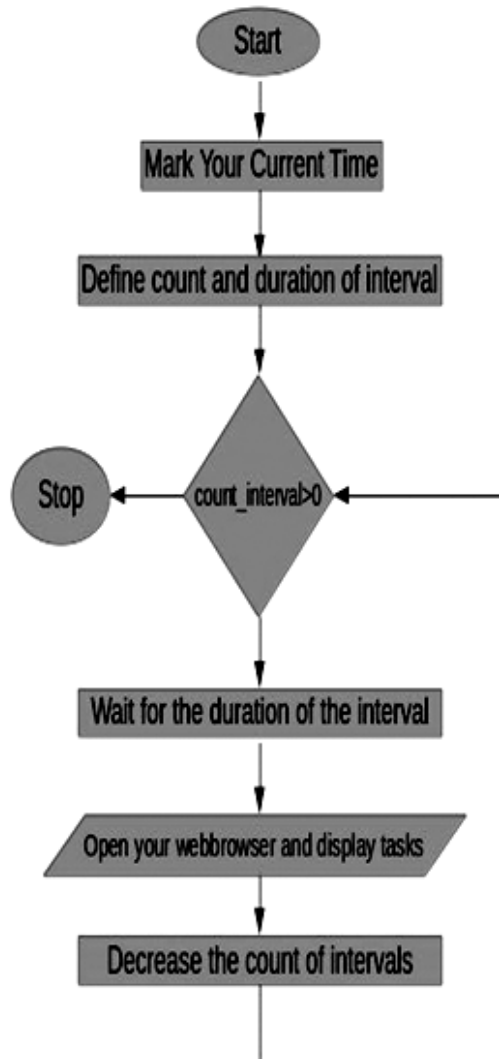 Start
Mark Your Current Time
Define count and duration of interval
Stop
count_interval>0
Wait for the duration of the interval
Open your webbrowser and display tasks
Decrease the count of intervals